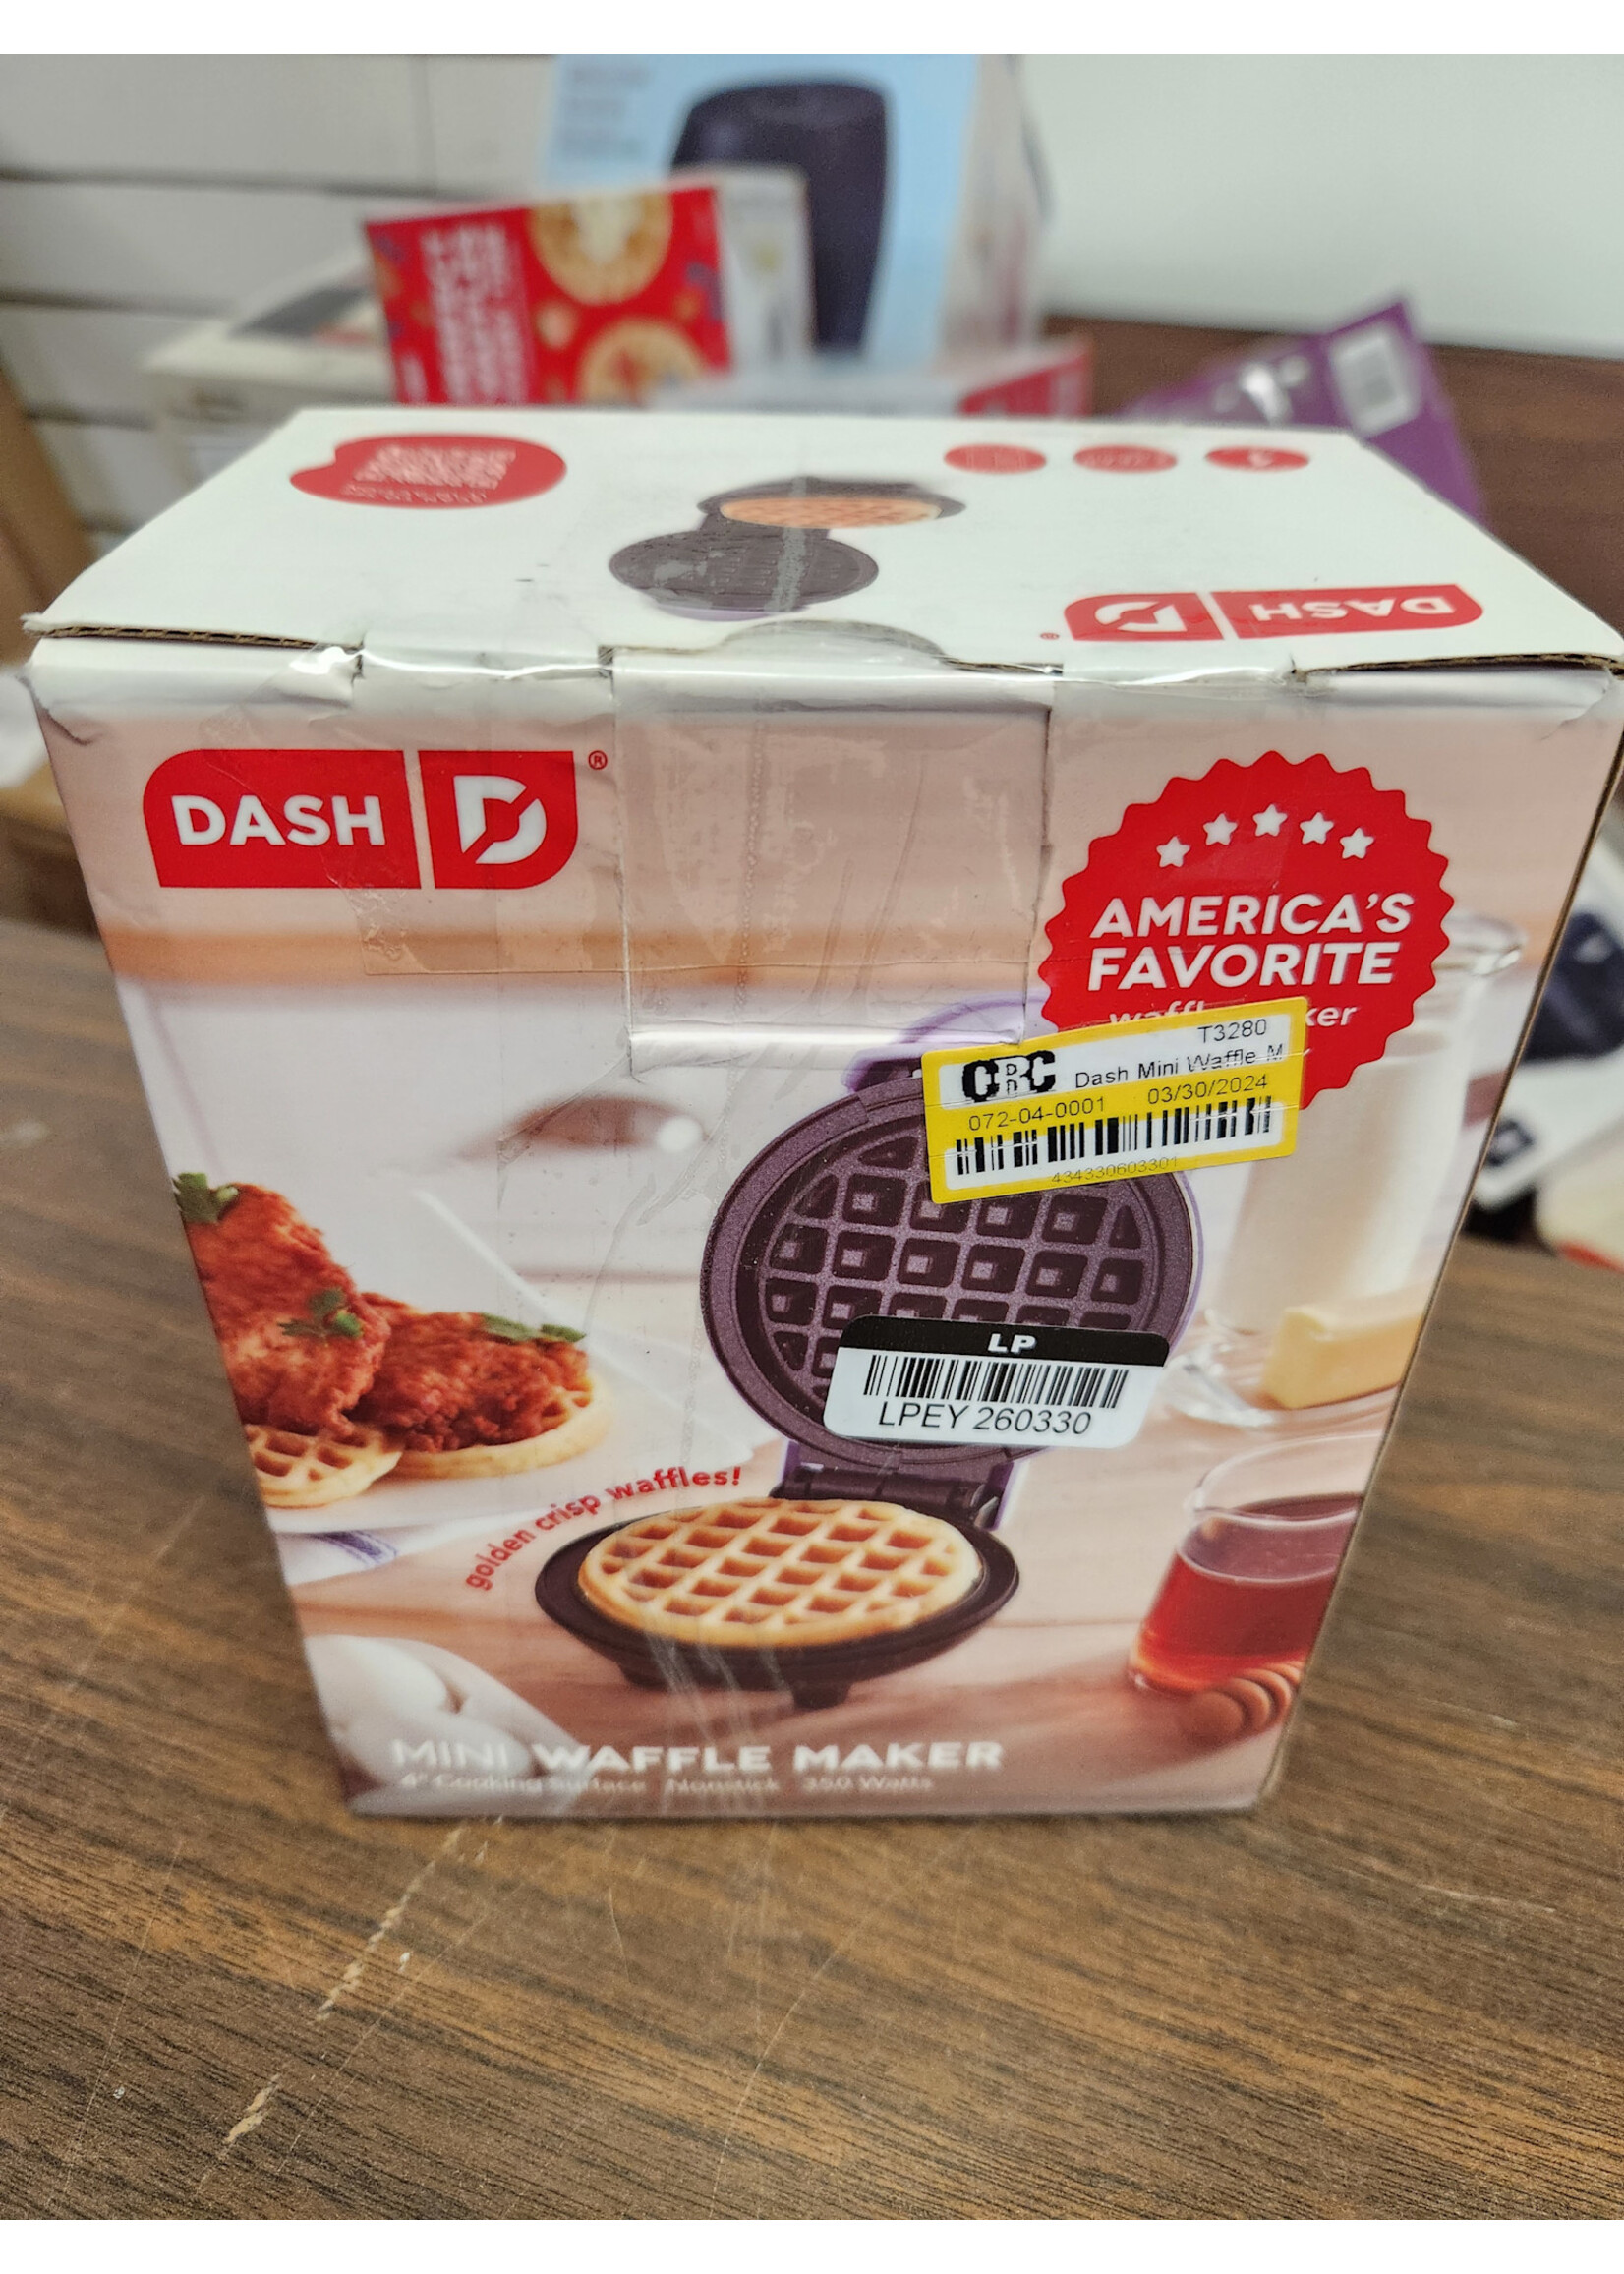 DASH
DASH D®
AMERICA'S
FAVORITE
T3280
CRC Dash Mini Waffle M
072-04-0001 03/30/2024
434330603301
LP
LPEY 260330
golden crisp waffles!
MINI WAFFLE MAKER
4" Cooking Surface Nonstick 350 Watts